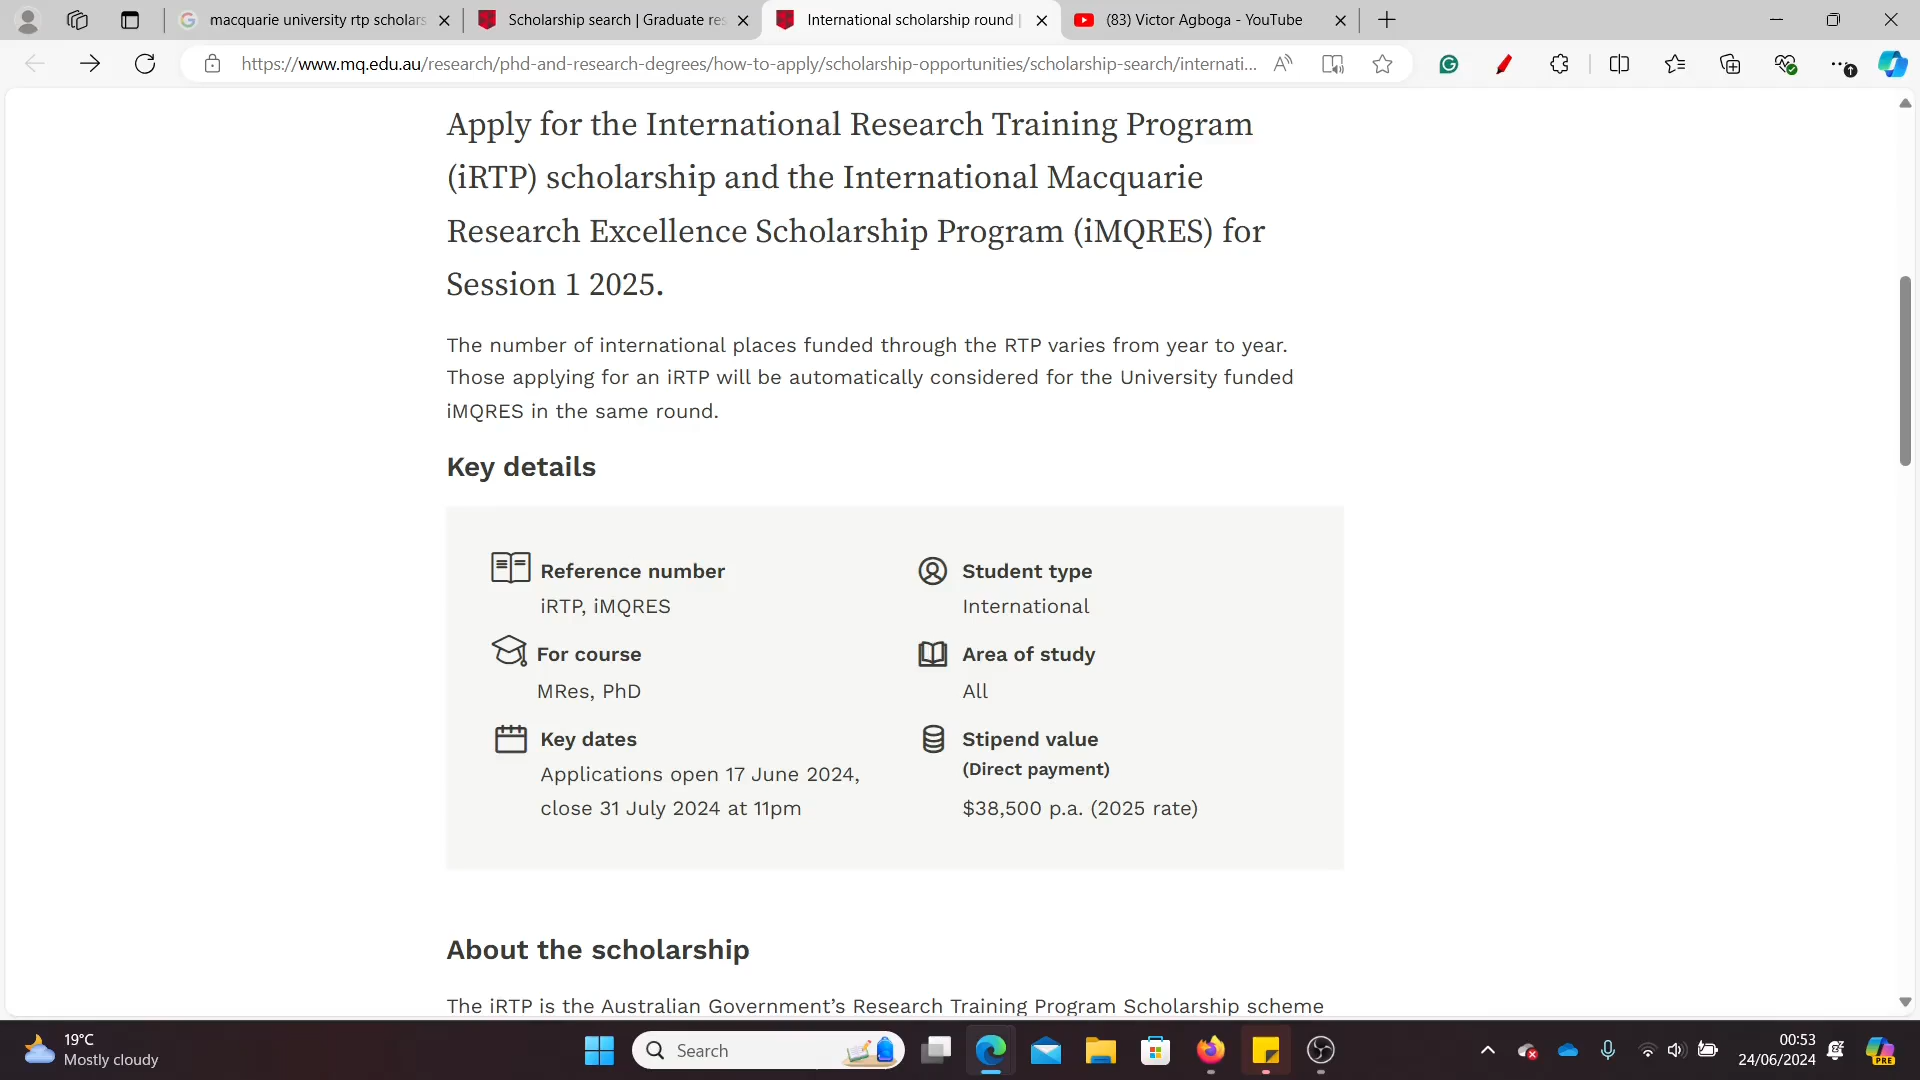 macquarie university rtp scholars
Scholarship search | Graduate res
International scholarship round |
(83) Victor Agboga - YouTube
https://www.mq.edu.au/research/phd-and-research-degrees/how-to-apply/scholarship-opportunities/scholarship-search/internati...
Apply for the International Research Training Program
(iRTP) scholarship and the International Macquarie
Research Excellence Scholarship Program (iMQRES) for
Session 1 2025.
The number of international places funded through the RTP varies from year to year.
Those applying for an iRTP will be automatically considered for the University funded
iMQRES in the same round.
Key details
Reference number
iRTP, iMQRES
Student type
International
For course
MRes, PhD
Area of study
All
Key dates
Applications open 17 June 2024,
close 31 July 2024 at 11pm
Stipend value
(Direct payment)
$38,500 p.a. (2025 rate)
About the scholarship
The iRTP is the Australian Government’s Research Training Program Scholarship scheme
19°C
Mostly cloudy
Search
00:53
24/06/2024
PRE